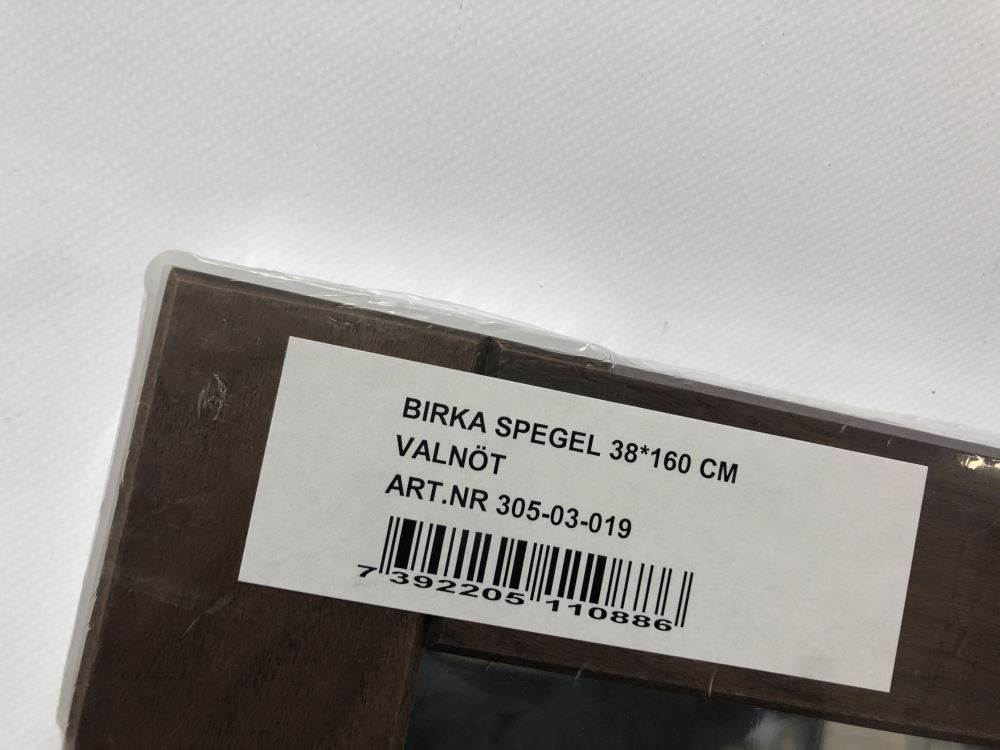 BIRKA SPEGEL 38*160 CM
VALNÖT
ART.NR 305-03-019
7 392205 110886